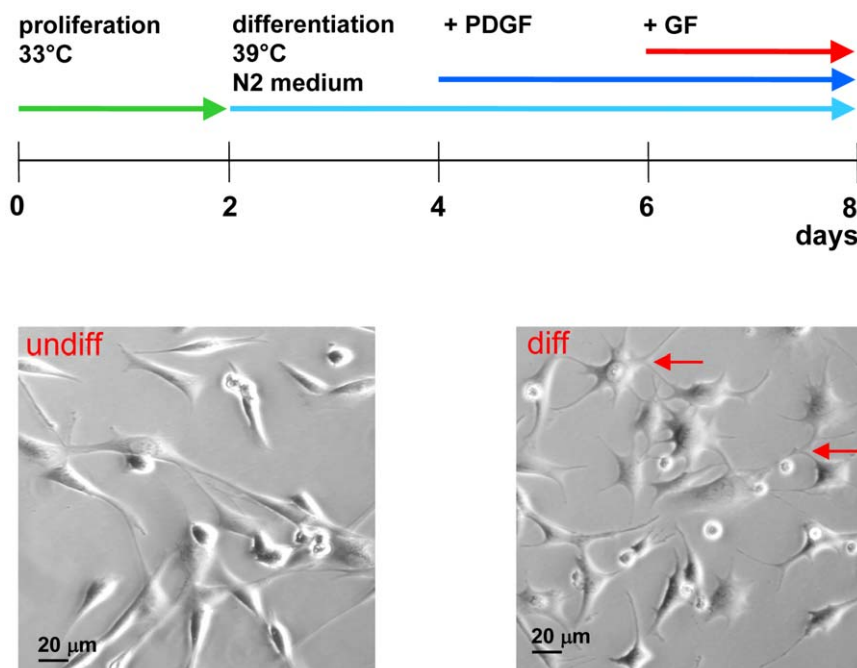 proliferation
33°C
differentiation
39°C
N2 medium
+ PDGF
+ GF
0 2 4 6 8
days
undiff
20 μm
diff
20 μm